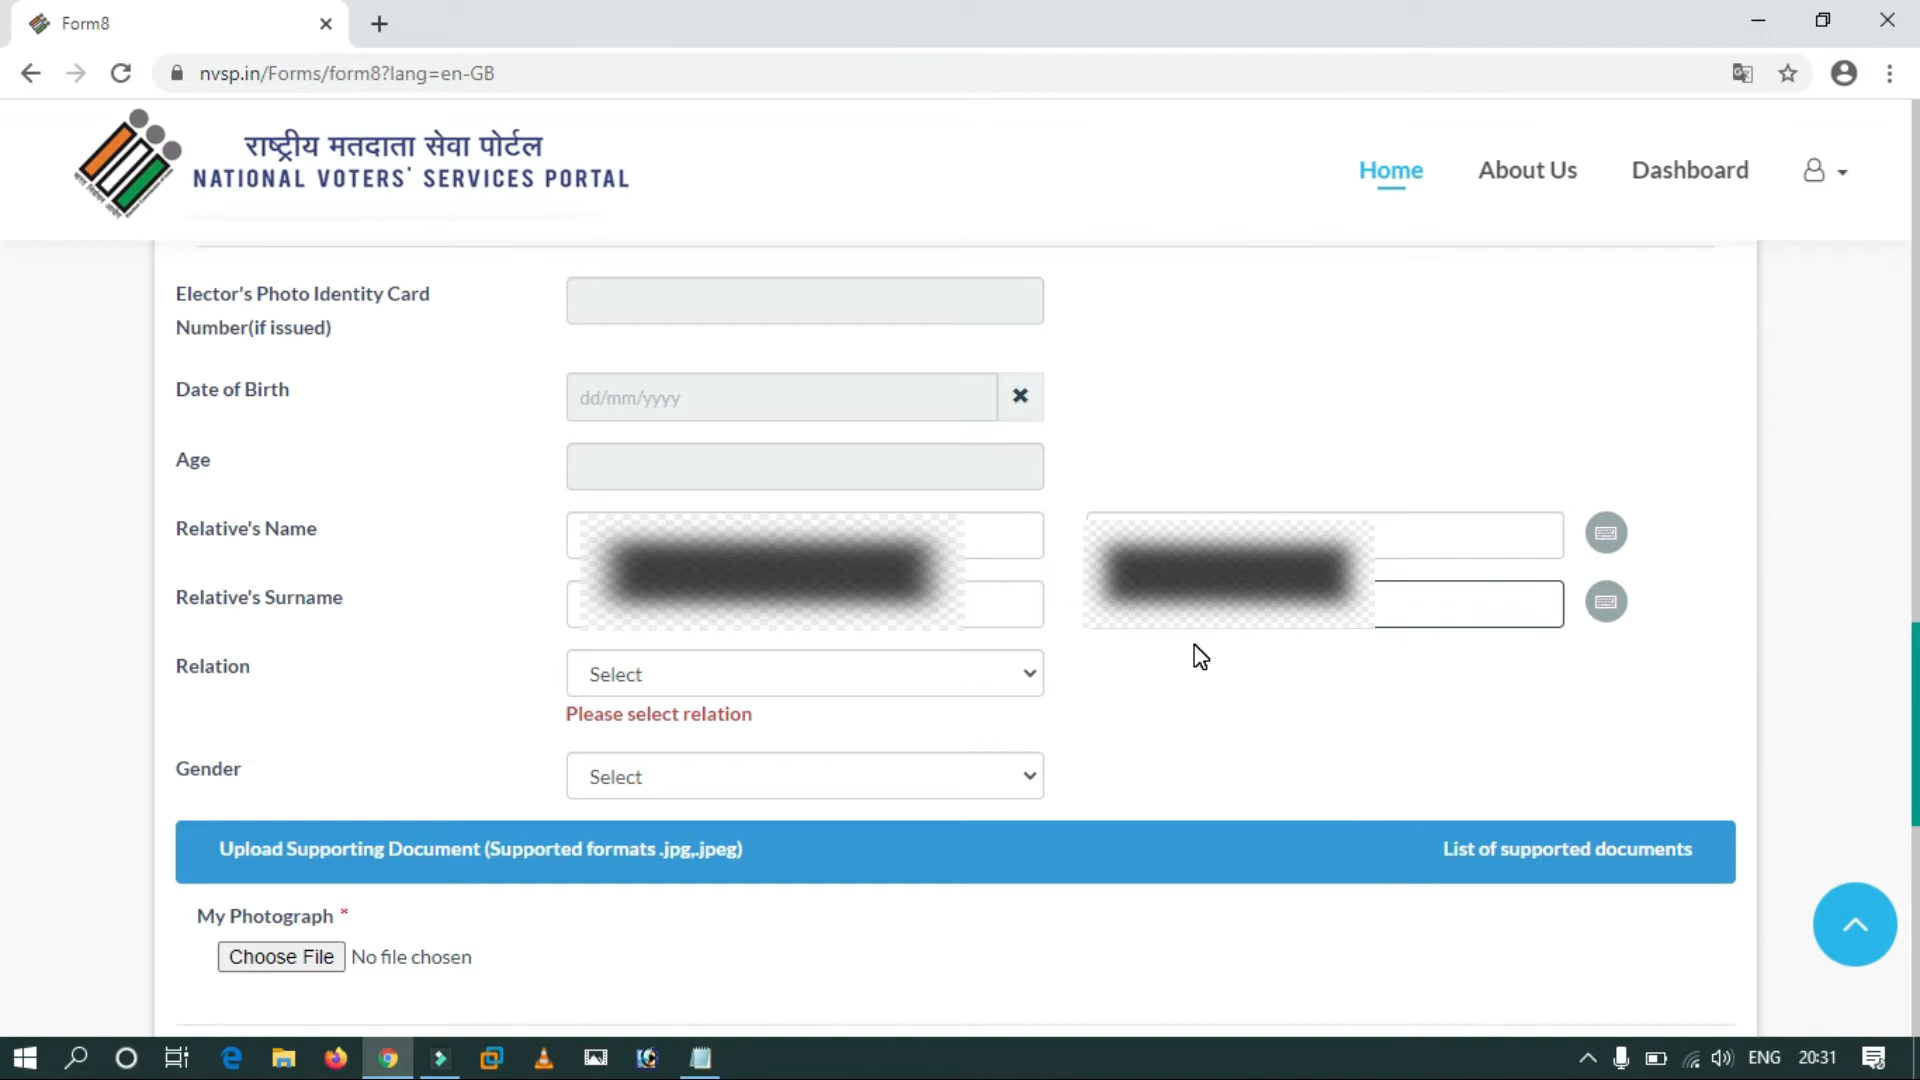 Form8
nvsp.in/Forms/form8?lang=en-GB
राष्ट्रीय मतदाता सेवा पोर्टल
NATIONAL VOTERS' SERVICES PORTAL
Home
About Us
Dashboard
Elector's Photo Identity Card
Number(if issued)
Date of Birth
dd/mm/yyyy
Age
Relative's Name
Relative's Surname
Relation
Select
Please select relation
Gender
Select
Upload Supporting Document (Supported formats .jpg,.jpeg)
List of supported documents
My Photograph *
Choose File No file chosen
ENG
20:31